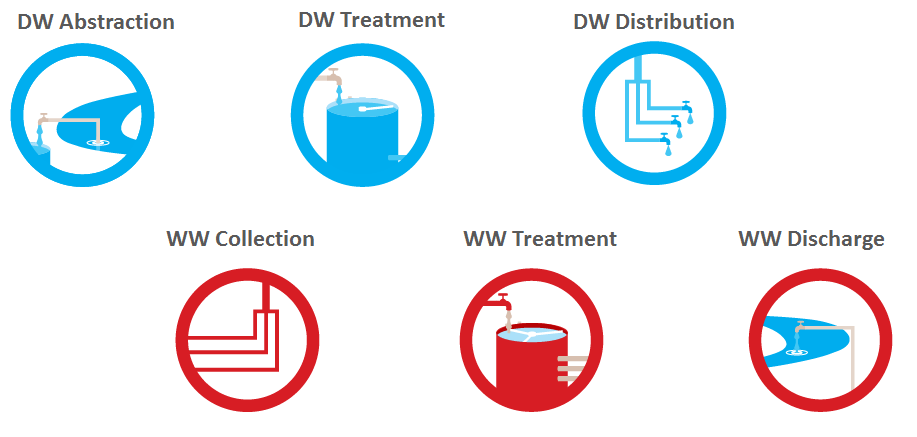 DW Abstraction
DW Treatment
DW Distribution
WW Collection
WW Treatment
WW Discharge